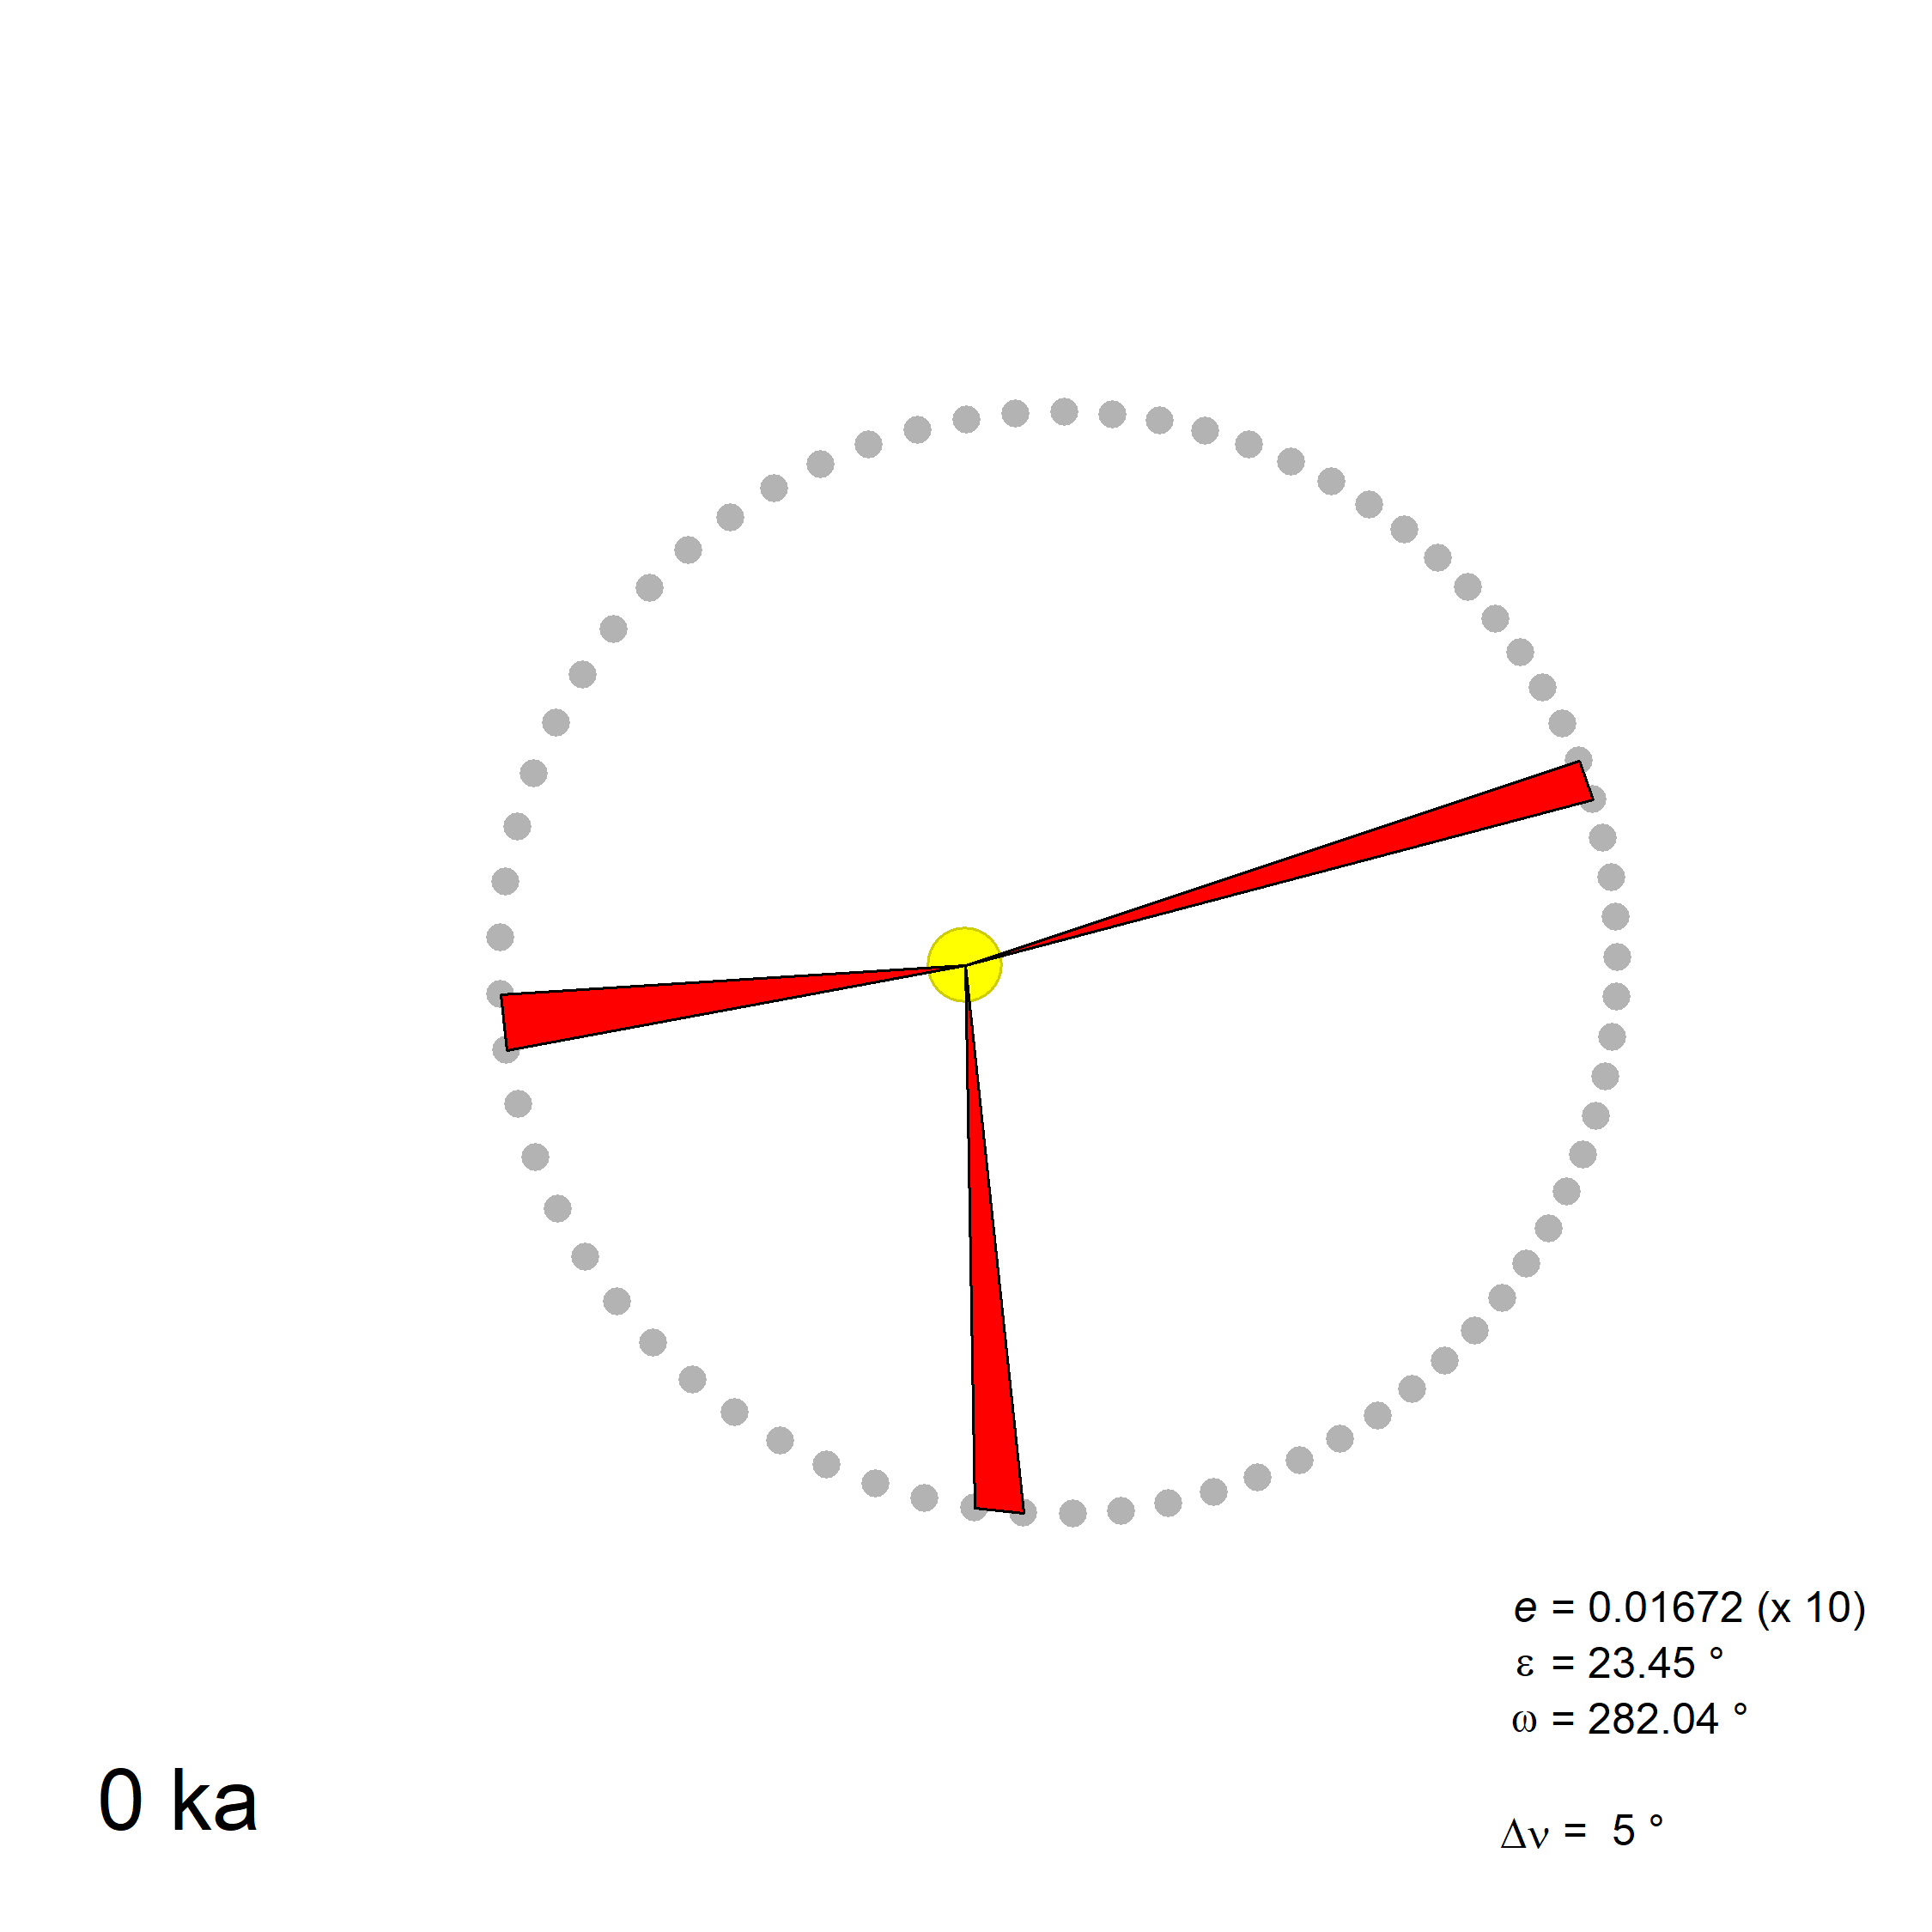 e = 0.01672 (x 10)
ε = 23.45 °
ω = 282.04 °
0 ka
Δν = 5 °